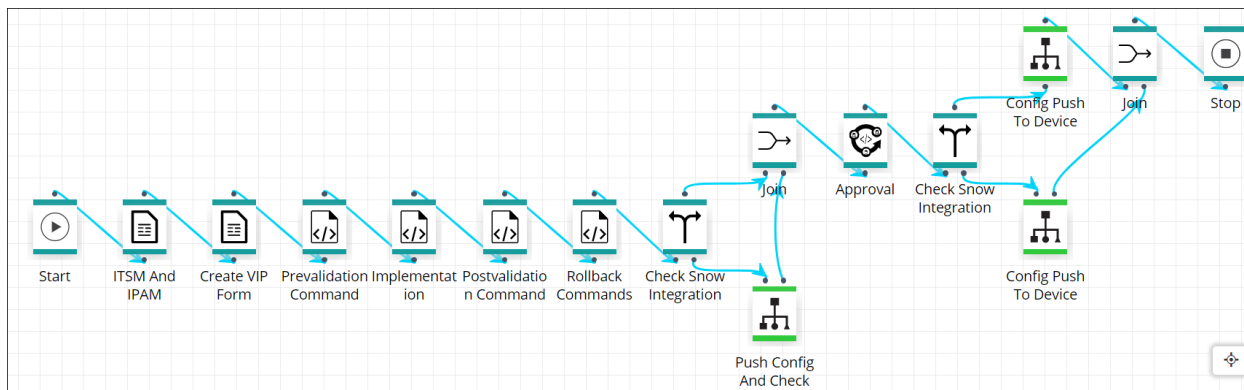 Config Push
To Device
Join
Stop
Join
Approval
Check Snow
Integration
Start
ITSM And
IPAM
Create VIP
Form
Prevalidation
Command
Implementat
ion
Postvalidatio
n Command
Rollback
Commands
Check Snow
Integration
Config Push
To Device
Push Config
And Check